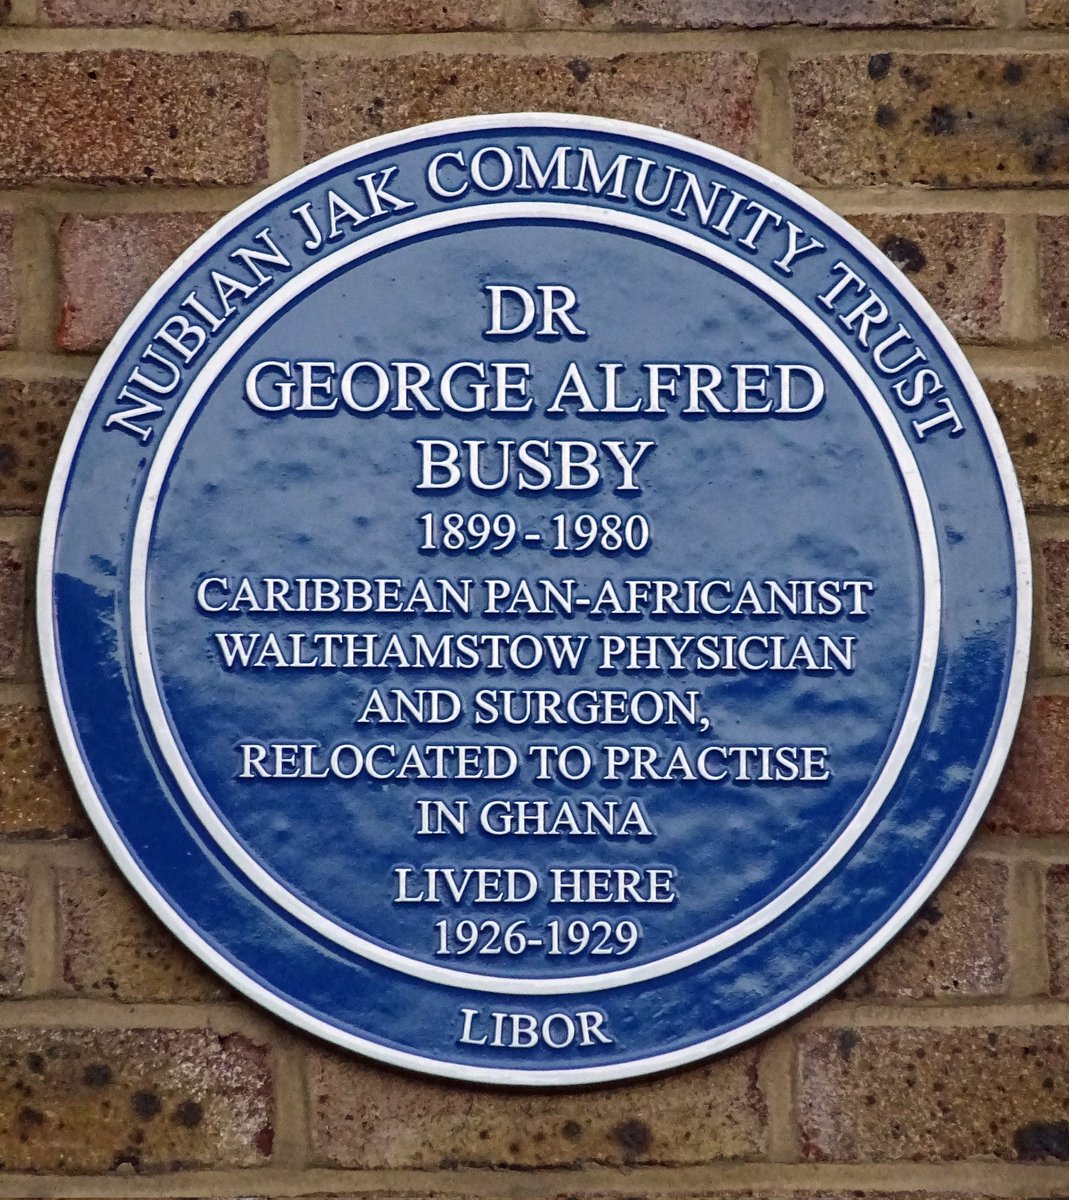 NUBIAN JAK COMMUNITY TRUST
DR
GEORGE ALFRED
BUSBY
1899-1980
CARIBBEAN PAN-AFRICANIST
WALTHAMSTOW PHYSICIAN
AND SURGEON,
RELOCATED TO PRACTISE
IN GHANA
LIVED HERE
1926-1929
LIBOR